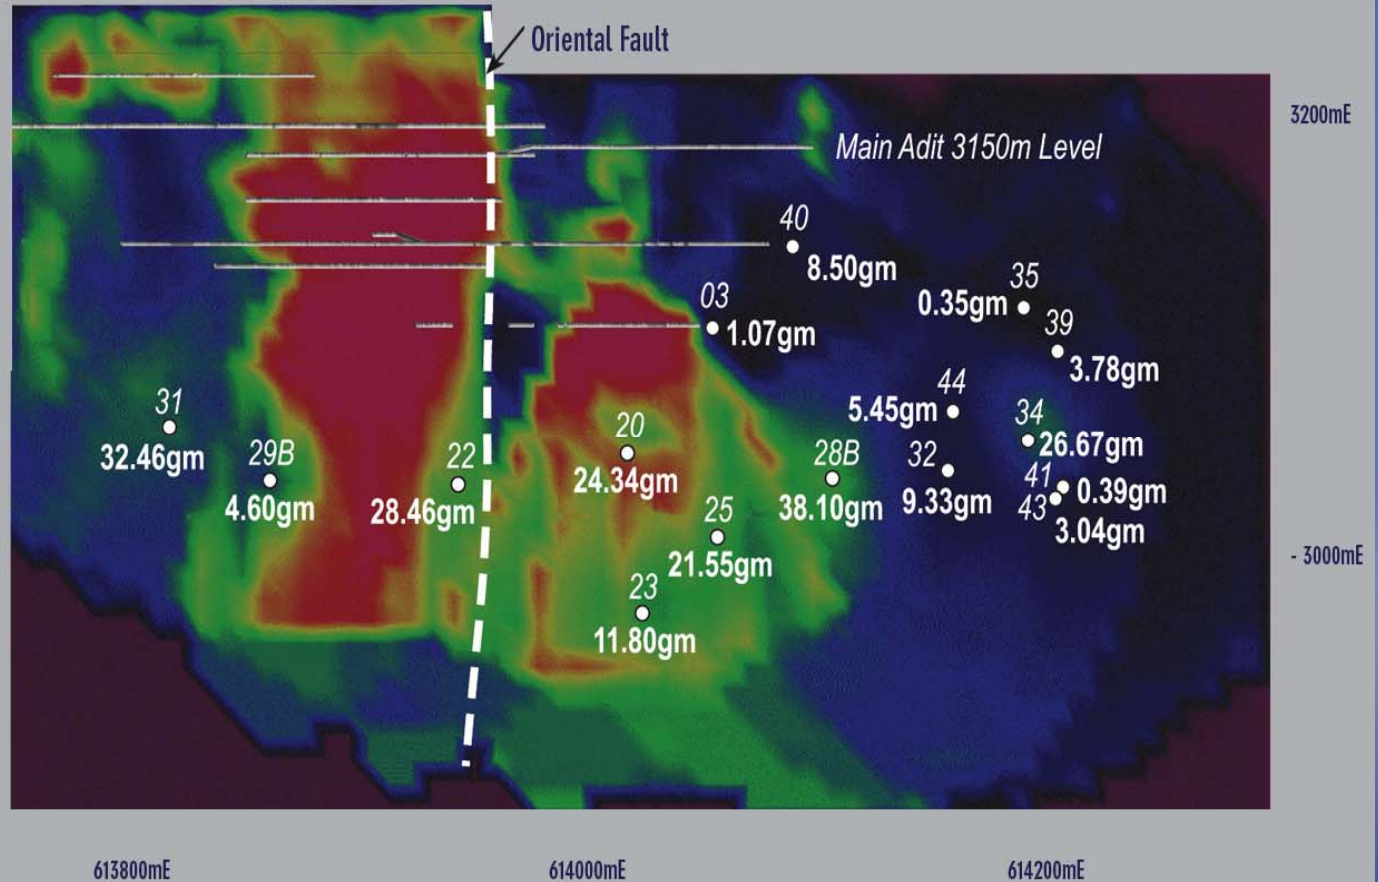 Oriental Fault
3200mE
Main Adit 3150m Level
40
8.50gm
35
0.35gm
03
1.07gm
39
3.78gm
44
5.45gm
31
32.46gm
34
26.67gm
20
24.34gm
29B
4.60gm
22
28.46gm
28B
38.10gm
32
9.33gm
41
0.39gm
43
3.04gm
25
21.55gm
- 3000mE
23
11.80gm
613800mE
614000mE
614200mE